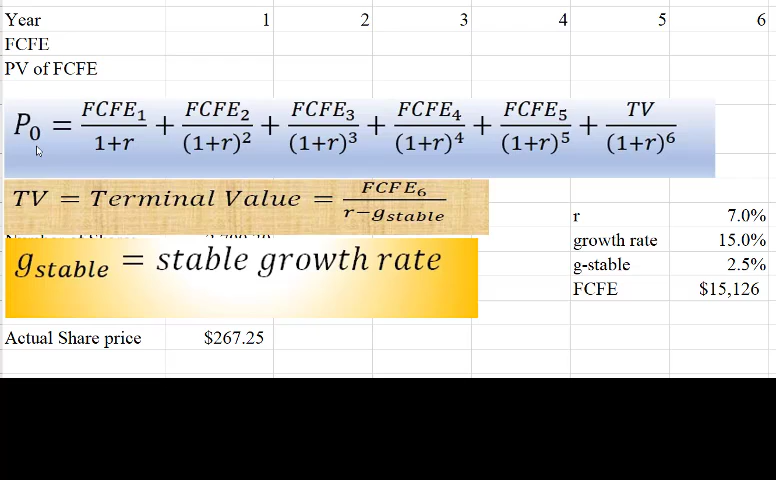 Year 1 2 3 4 5 6
FCFE
PV of FCFE
P₀ = FCFE₁/(1+r) + FCFE₂/(1+r)² + FCFE₃/(1+r)³ + FCFE₄/(1+r)⁴ + FCFE₅/(1+r)⁵ + TV/(1+r)⁶
TV = Terminal Value = FCFE₆/(r−g_stable)
r 7.0%
growth rate 15.0%
g_stable = stable growth rate
g-stable 2.5%
FCFE $15,126
Actual Share price $267.25